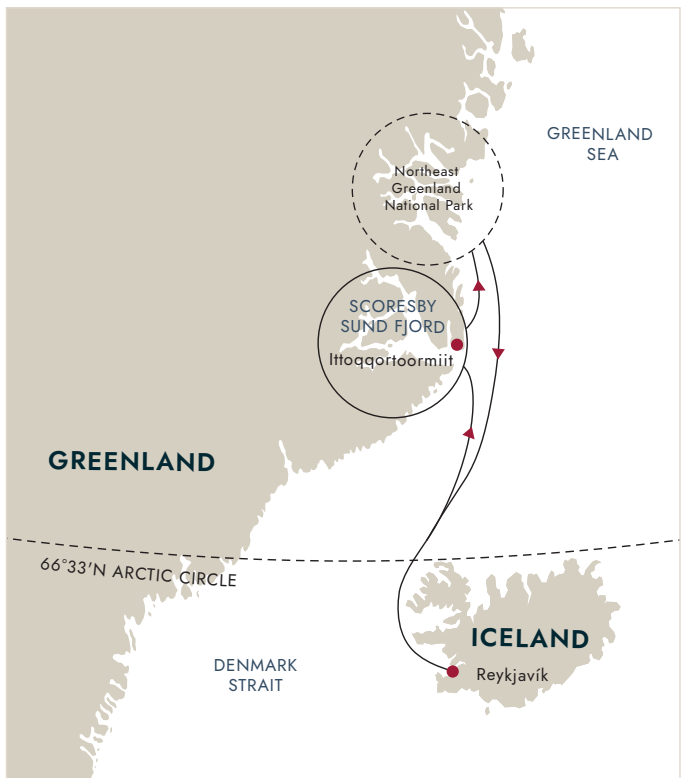 GREENLAND
SEA
Northeast
Greenland
National Park
SCORESBY
SUND FJORD
Ittoqqortoormiit
GREENLAND
66°33'N ARCTIC CIRCLE
ICELAND
DENMARK
STRAIT
Reykjavík